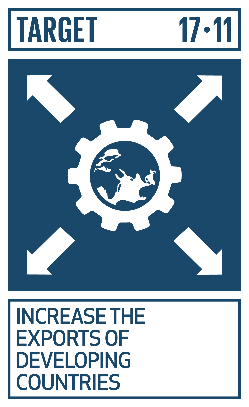 TARGET 17·11
INCREASE THE
EXPORTS OF
DEVELOPING
COUNTRIES